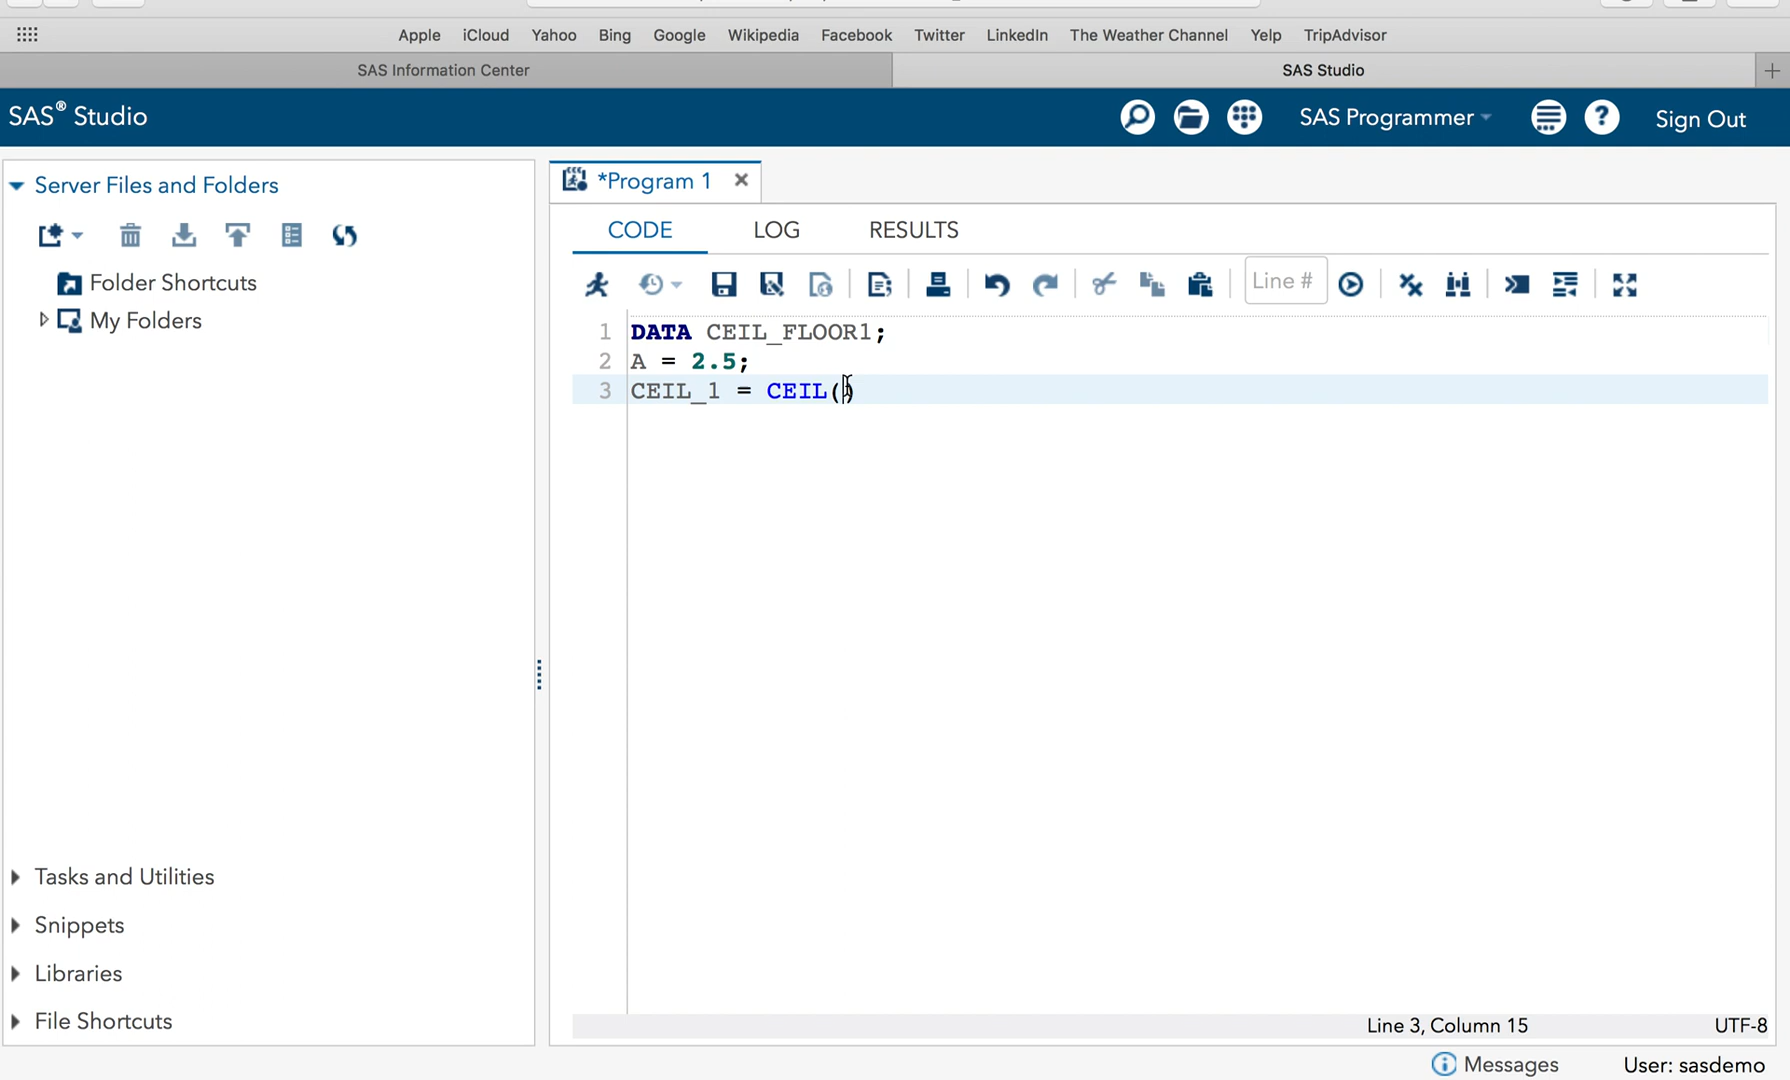 Apple iCloud Yahoo Bing Google Wikipedia Facebook Twitter LinkedIn The Weather Channel Yelp TripAdvisor
SAS Information Center SAS Studio
SAS® Studio SAS Programmer Sign Out
Server Files and Folders
Folder Shortcuts
My Folders
Tasks and Utilities
Snippets
Libraries
File Shortcuts
*Program 1
CODE LOG RESULTS
Line #
1 DATA CEIL_FLOOR1;
2 A = 2.5;
3 CEIL_1 = CEIL()
Line 3, Column 15 UTF-8
Messages User: sasdemo